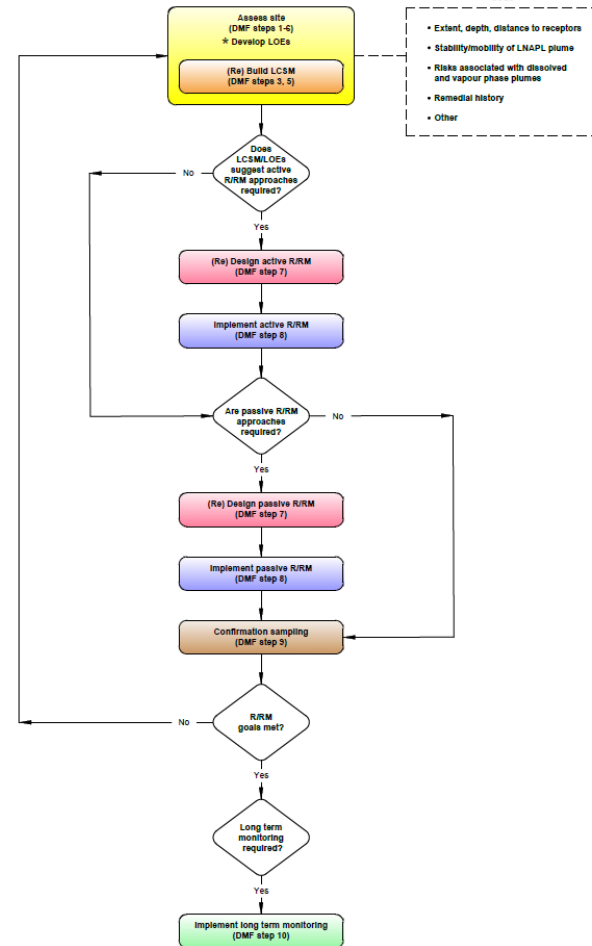 Assess site
(DMF steps 1-6)
* Develop LOEs
(Re) Build LCSM
(DMF steps 3, 5)
• Extent, depth, distance to receptors
• Stability/mobility of LNAPL plume
• Risks associated with dissolved
and vapour phase plumes
• Remedial history
• Other
Does
LCSM/LOEs
suggest active
R/RM approaches
required?
No
Yes
(Re) Design active R/RM
(DMF step 7)
Implement active R/RM
(DMF step 8)
Are passive R/RM
approaches
required?
No
Yes
(Re) Design passive R/RM
(DMF step 7)
Implement passive R/RM
(DMF step 8)
Confirmation sampling
(DMF step 9)
R/RM
goals met?
No
Yes
Long term
monitoring
required?
Yes
Implement long term monitoring
(DMF step 10)